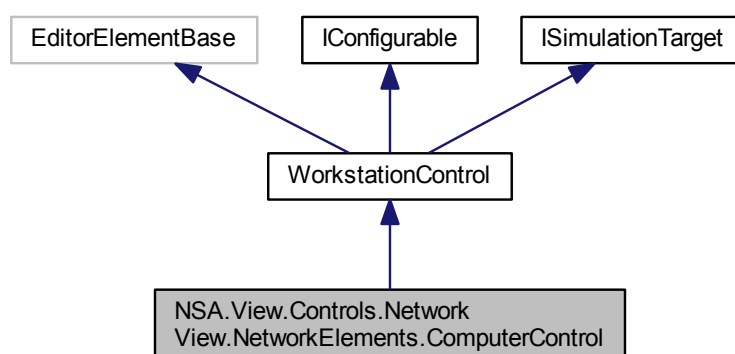 EditorElementBase
IConfigurable
ISimulationTarget
WorkstationControl
NSA.View.Controls.Network
View.NetworkElements.ComputerControl